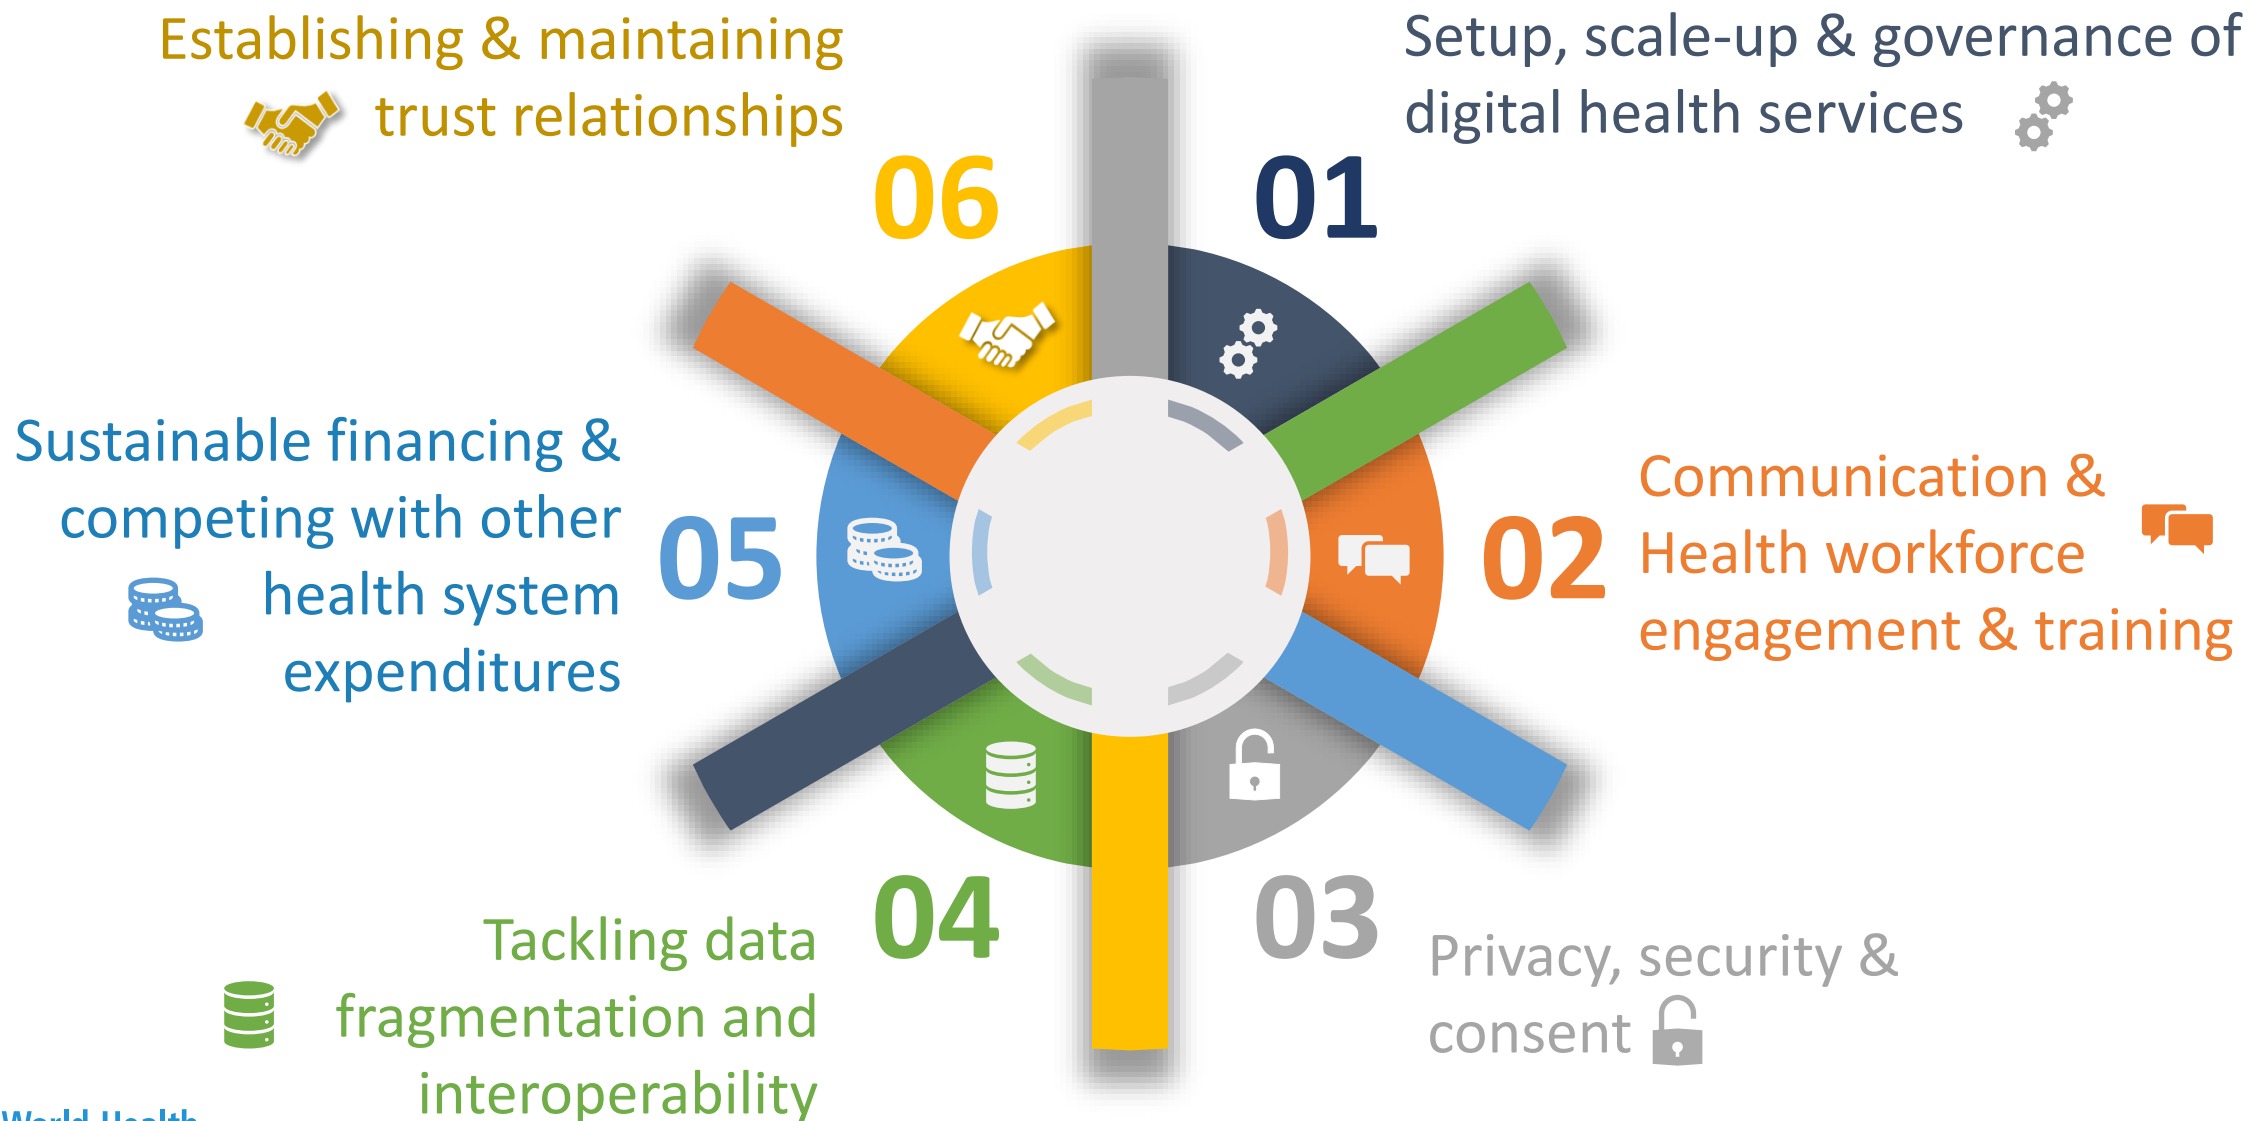 Establishing & maintaining
trust relationships
06
01
Setup, scale-up & governance of
digital health services
Sustainable financing &
competing with other
health system
expenditures
05
02
Communication &
Health workforce
engagement & training
04
Tackling data
fragmentation and
interoperability
03
Privacy, security &
consent
World Health